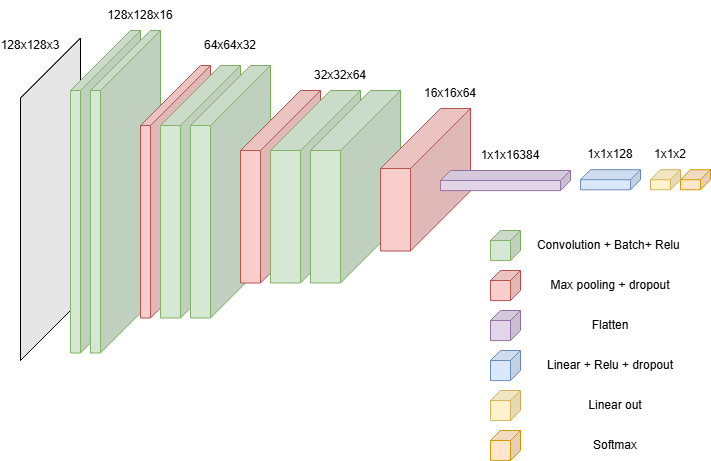 128x128x3
128x128x16
64x64x32
32x32x64
16x16x64
1x1x16384
1x1x128
1x1x2
Convolution + Batch+ Relu
Max pooling + dropout
Flatten
Linear + Relu + dropout
Linear out
Softmax